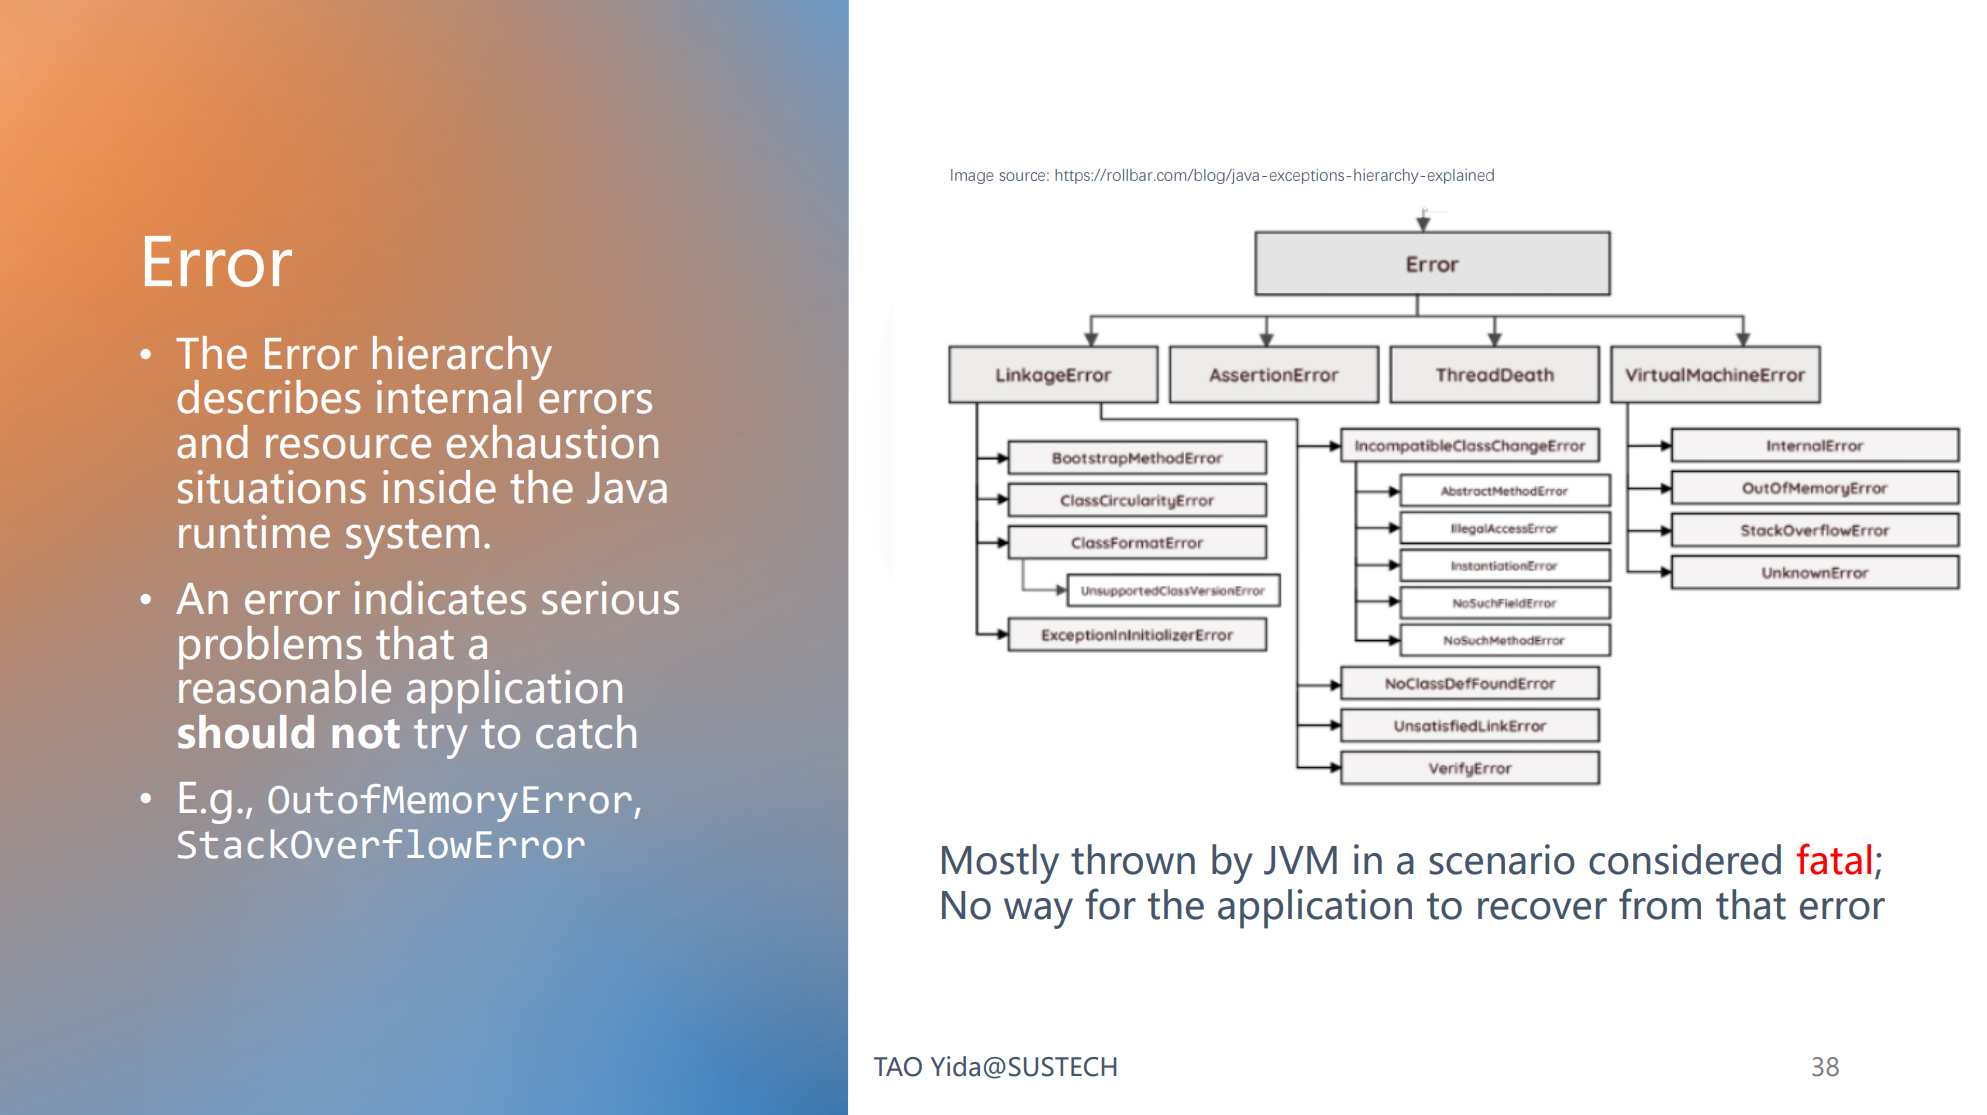 Error
• The Error hierarchy
describes internal errors
and resource exhaustion
situations inside the Java
runtime system.
• An error indicates serious
problems that a
reasonable application
should not try to catch
• E.g., OutofMemoryError,
StackOverflowError
Image source: https://rollbar.com/blog/java-exceptions-hierarchy-explained
Error
LinkageError
AssertionError
ThreadDeath
VirtualMachineError
BootstrapMethodError
ClassCircularityError
ClassFormatError
UnsupportedClassVersionError
ExceptionInInitializerError
IncompatibleClassChangeError
AbstractMethodError
IllegalAccessError
InstantiationError
NoSuchFieldError
NoSuchMethodError
NoClassDefFoundError
UnsatisfiedLinkError
VerifyError
InternalError
OutOfMemoryError
StackOverflowError
UnknownError
Mostly thrown by JVM in a scenario considered fatal;
No way for the application to recover from that error
TAO Yida@SUSTECH
38